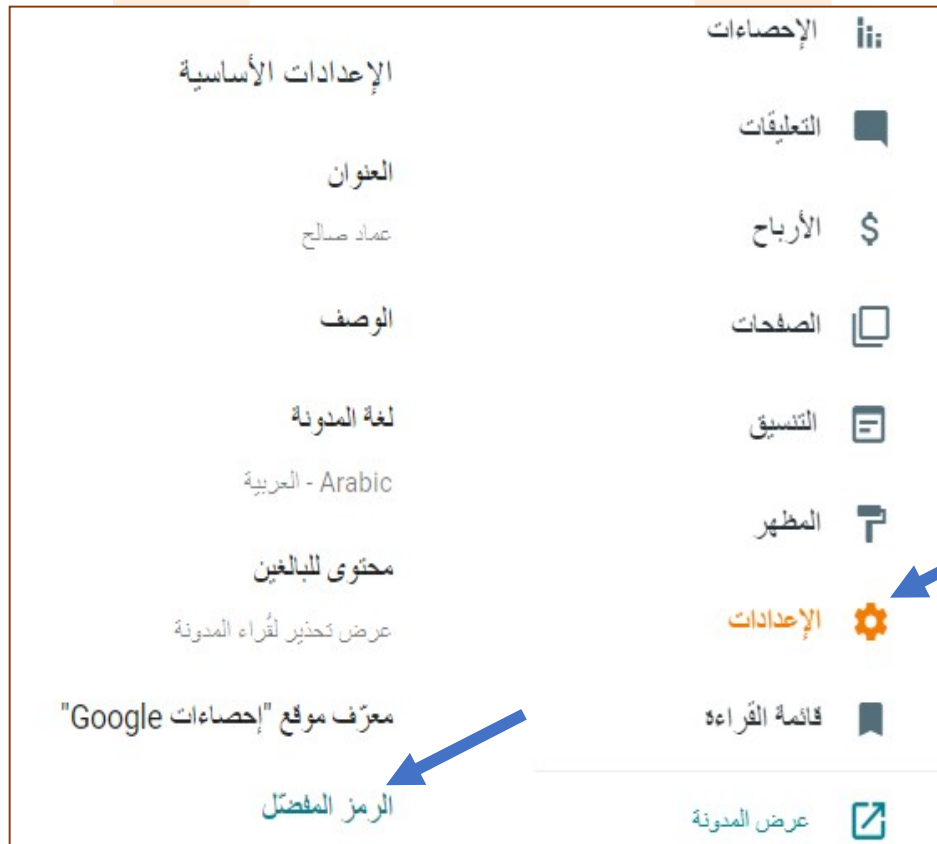 الإحصاءات
التعليقات
الأرباح
الصفحات
التنسيق
المظهر
الإعدادات
قائمة القراءة
عرض المدونة
الإعدادات الأساسية
العنوان
عماد صالح
الوصف
لغة المدونة
Arabic - العربية
محتوى للبالغين
عرض تحذير لقُراء المدونة
معرّف موقع "إحصاءات Google"
الرمز المفضّل